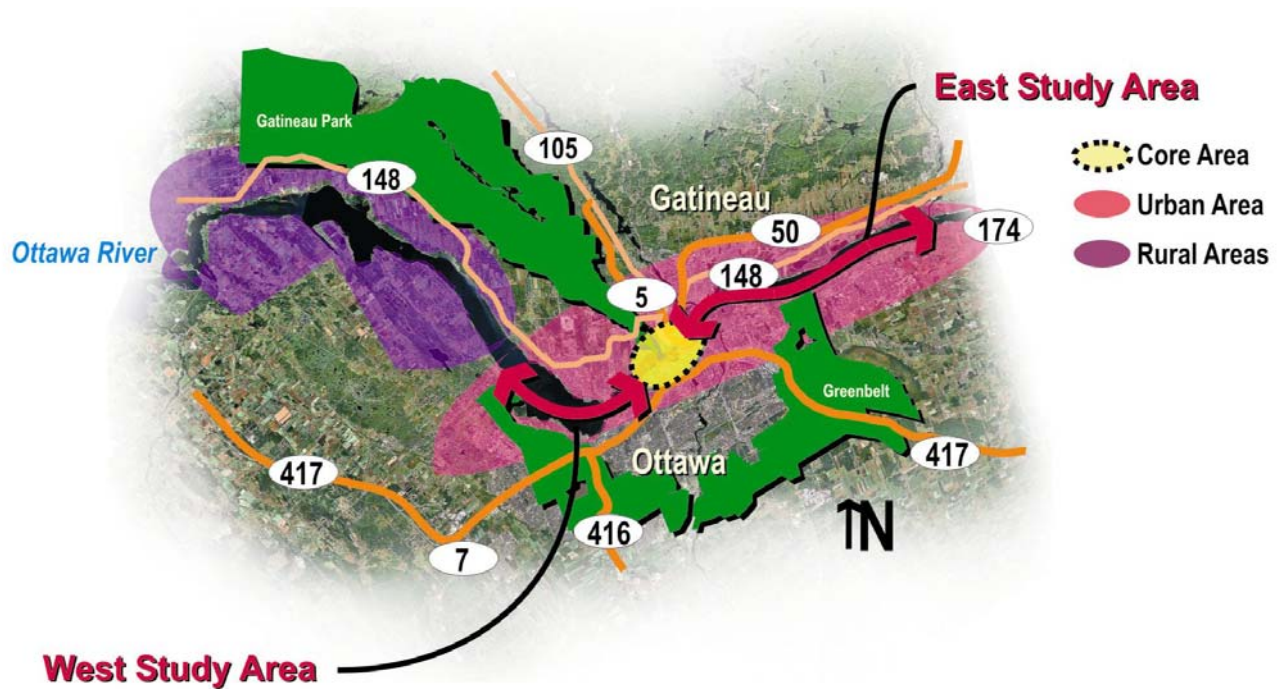 East Study Area
Gatineau Park
Core Area
105
148
Gatineau
Urban Area
50
174
Ottawa River
Rural Areas
148
5
Greenbelt
417
Ottawa
417
N
416
7
West Study Area